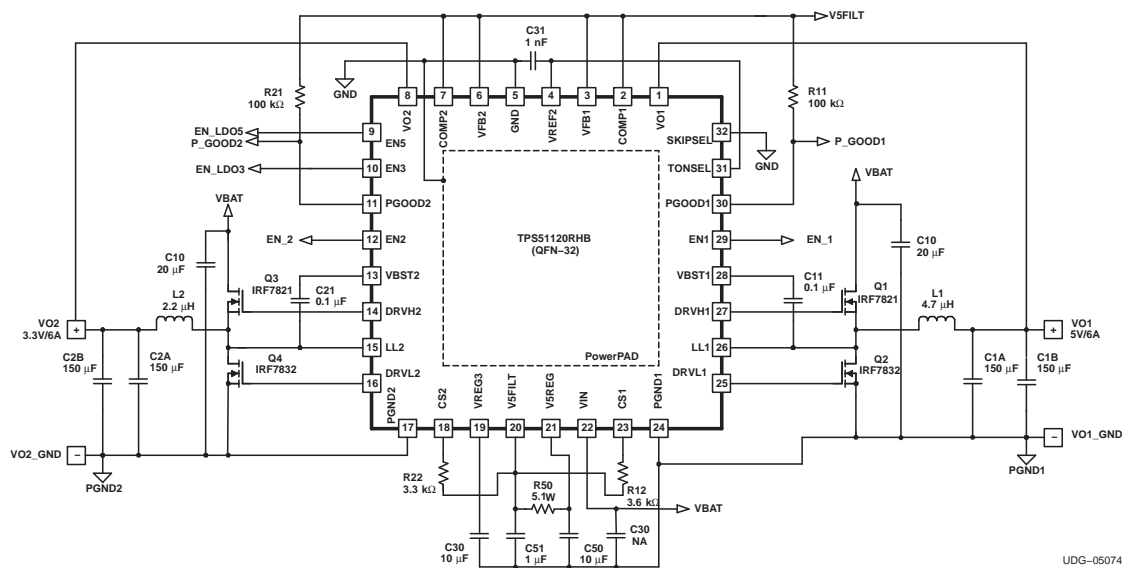 V5FILT
C31
1 nF
R21
100 kΩ
GND
R11
100 kΩ
8 7 6 5 4 3 2 1
VO2 COMP2 VFB2 GND VREF2 VFB1 COMP1 VO1
EN_LDO5
9
EN5
P_GOOD2
EN_LDO3
10
EN3
11
PGOOD2
EN_2
12
EN2
13
VBST2
14
DRVH2
15
LL2
16
DRVL2
32
SKIPSEL
GND
31
TONSEL
P_GOOD1
30
PGOOD1
29
EN1
EN_1
28
VBST1
27
DRVH1
26
LL1
25
DRVL1
TPS51120RHB
(QFN-32)
PowerPAD
VBAT
C10
20 μF
Q3
IRF7821
C21
0.1 μF
L2
2.2 μH
VO2
3.3V/6A
+
C2B
150 μF
C2A
150 μF
Q4
IRF7832
VO2_GND
−
PGND2
VBAT
C10
20 μF
C11
0.1 μF
Q1
IRF7821
L1
4.7 μH
+
VO1
5V/6A
Q2
IRF7832
C1A
150 μF
C1B
150 μF
−
VO1_GND
PGND1
PGND2 CS2 VREG3 V5FILT V5REG VIN CS1 PGND1
17 18 19 20 21 22 23 24
R22
3.3 kΩ
R50
5.1W
R12
3.6 kΩ
VBAT
C30
10 μF
C51
1 μF
C50
10 μF
C30
NA
UDG-05074